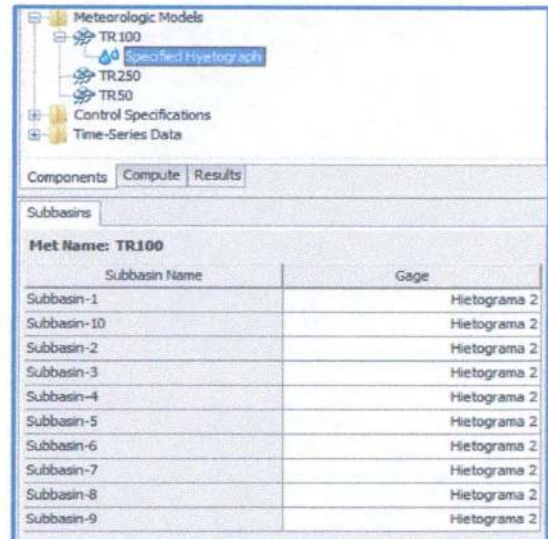 Meteorologic Models
TR100
Specified Hyetograph
TR250
TR50
Control Specifications
Time-Series Data
Components Compute Results
Subbasins
Met Name: TR100
Subbasin Name Gage
Subbasin-1 Hietograma 2
Subbasin-10 Hietograma 2
Subbasin-2 Hietograma 2
Subbasin-3 Hietograma 2
Subbasin-4 Hietograma 2
Subbasin-5 Hietograma 2
Subbasin-6 Hietograma 2
Subbasin-7 Hietograma 2
Subbasin-8 Hietograma 2
Subbasin-9 Hietograma 2